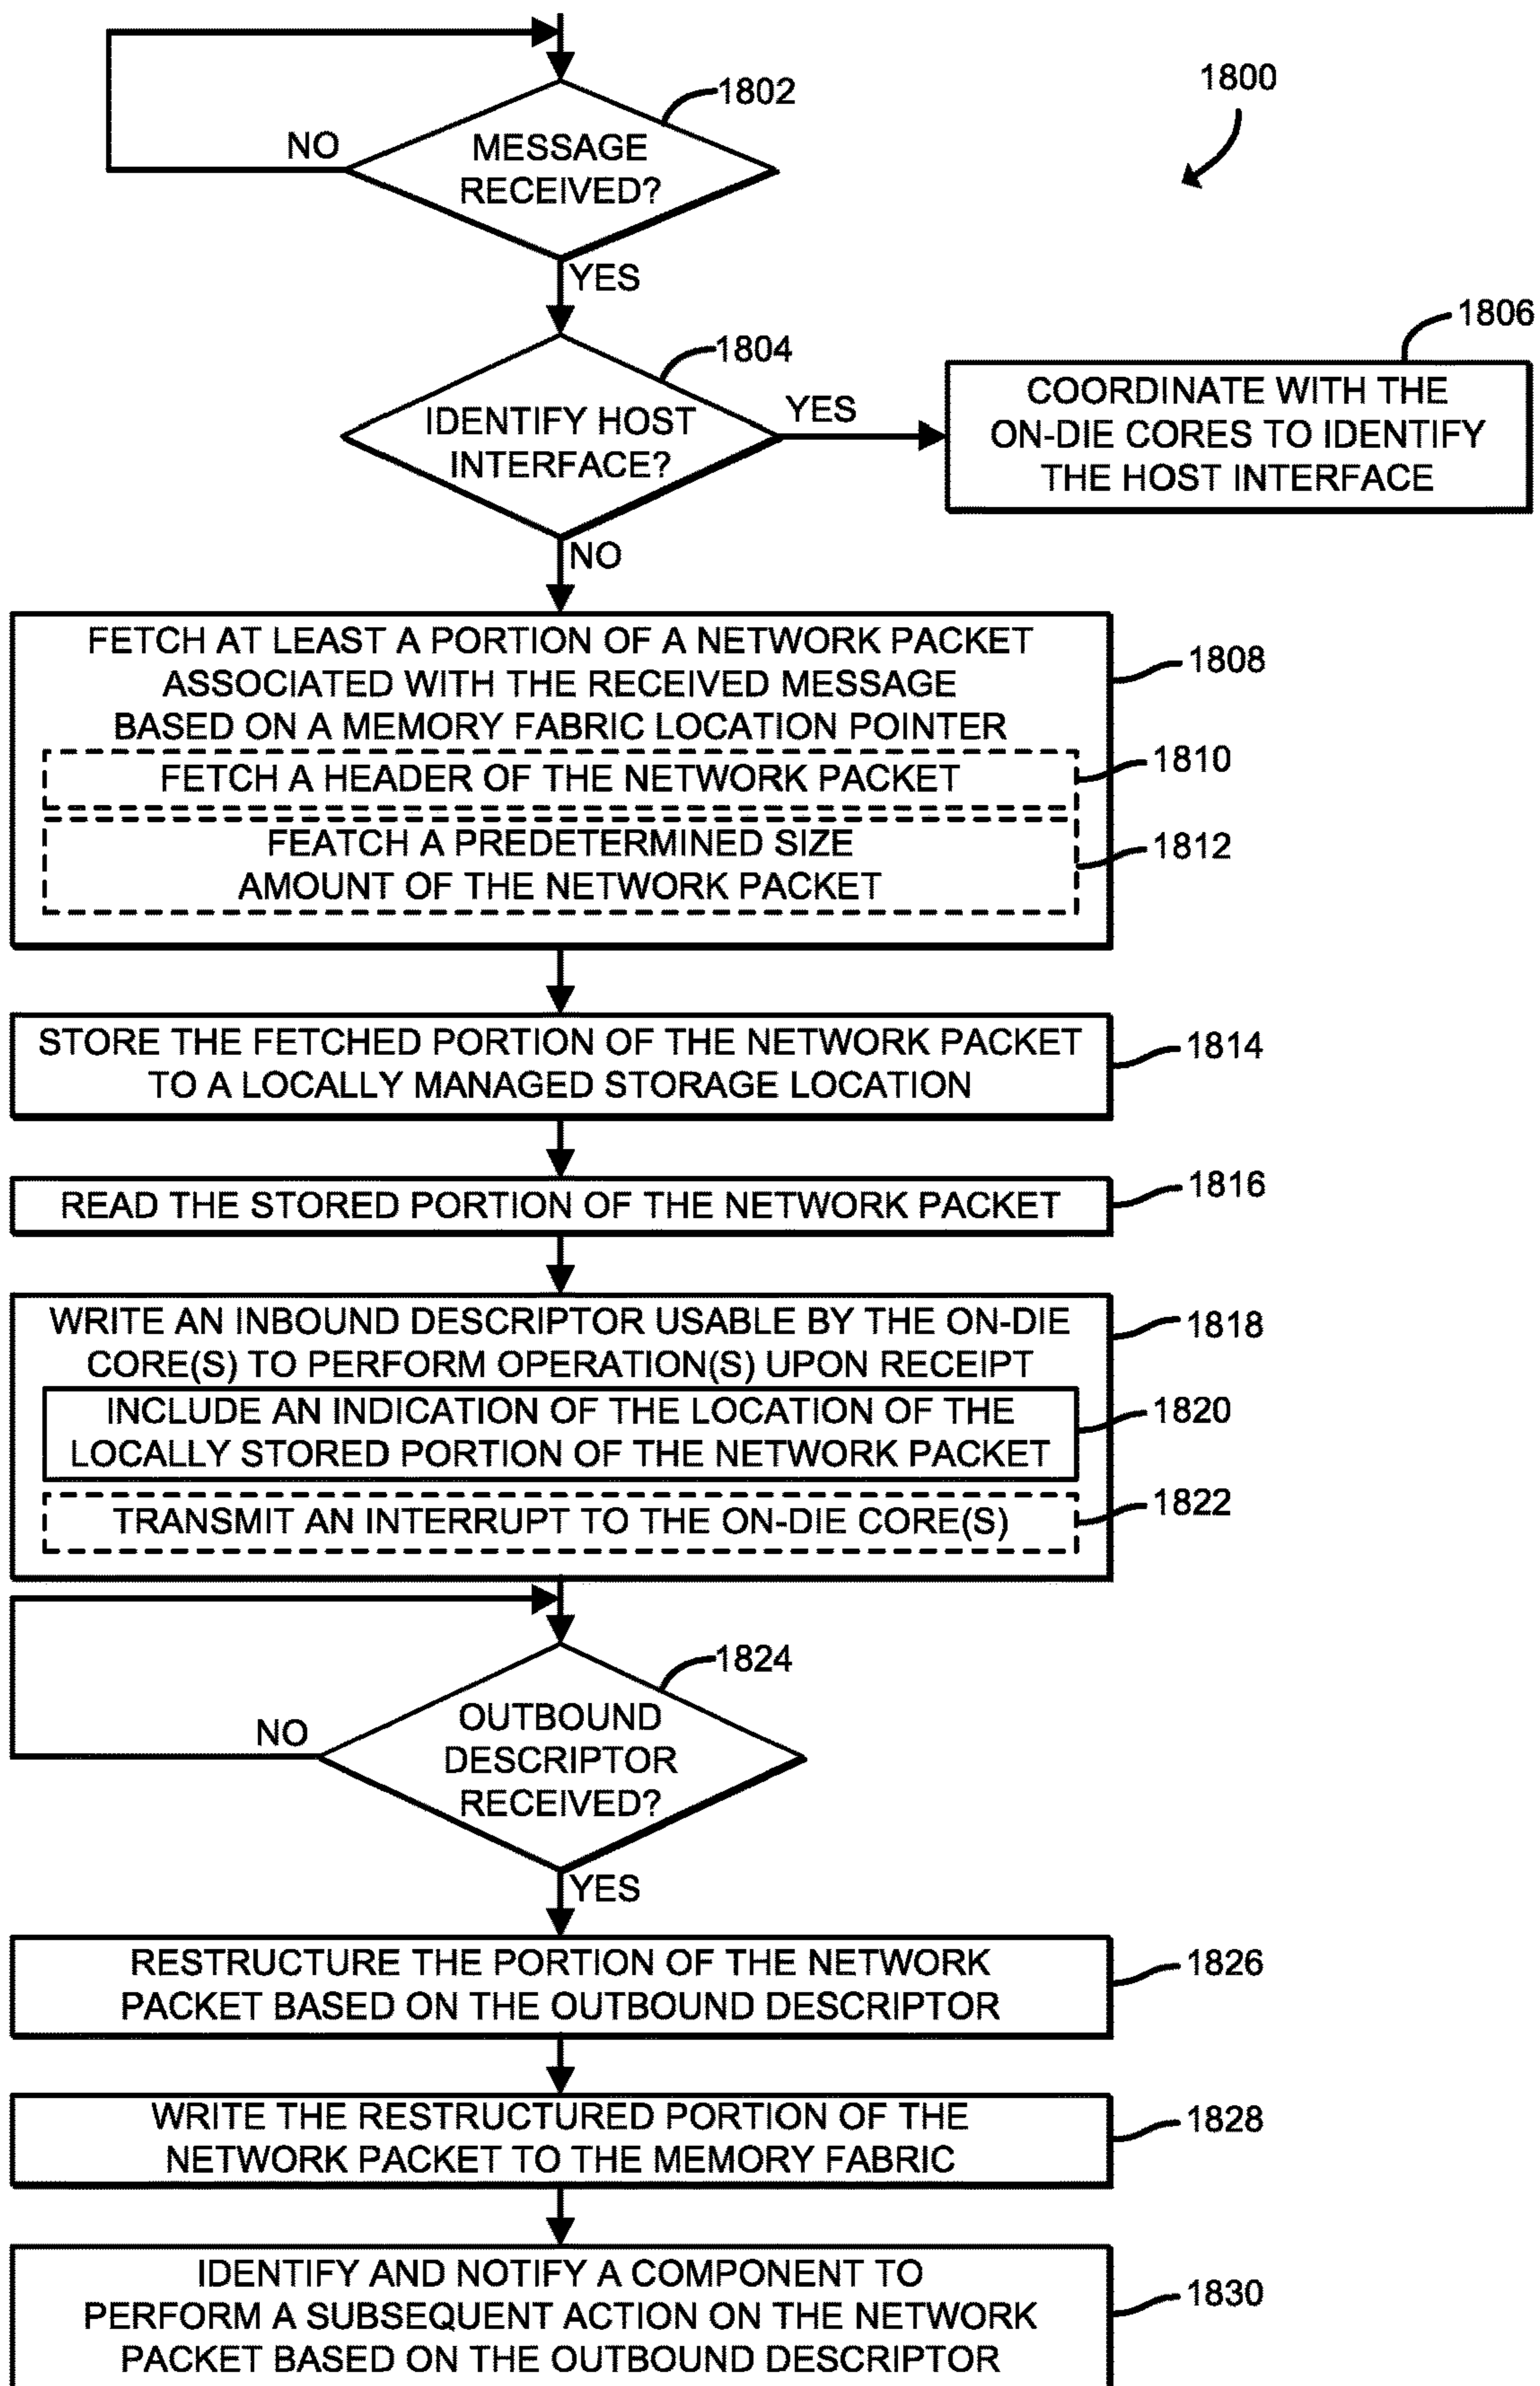 1800
1802
MESSAGE
RECEIVED?
NO
YES
1804
IDENTIFY HOST
INTERFACE?
YES
NO
1806
COORDINATE WITH THE
ON-DIE CORES TO IDENTIFY
THE HOST INTERFACE
FETCH AT LEAST A PORTION OF A NETWORK PACKET
ASSOCIATED WITH THE RECEIVED MESSAGE
BASED ON A MEMORY FABRIC LOCATION POINTER
1808
FETCH A HEADER OF THE NETWORK PACKET
1810
FEATCH A PREDETERMINED SIZE
AMOUNT OF THE NETWORK PACKET
1812
STORE THE FETCHED PORTION OF THE NETWORK PACKET
TO A LOCALLY MANAGED STORAGE LOCATION
1814
READ THE STORED PORTION OF THE NETWORK PACKET
1816
WRITE AN INBOUND DESCRIPTOR USABLE BY THE ON-DIE
CORE(S) TO PERFORM OPERATION(S) UPON RECEIPT
1818
INCLUDE AN INDICATION OF THE LOCATION OF THE
LOCALLY STORED PORTION OF THE NETWORK PACKET
1820
TRANSMIT AN INTERRUPT TO THE ON-DIE CORE(S)
1822
1824
OUTBOUND
DESCRIPTOR
RECEIVED?
NO
YES
RESTRUCTURE THE PORTION OF THE NETWORK
PACKET BASED ON THE OUTBOUND DESCRIPTOR
1826
WRITE THE RESTRUCTURED PORTION OF THE
NETWORK PACKET TO THE MEMORY FABRIC
1828
IDENTIFY AND NOTIFY A COMPONENT TO
PERFORM A SUBSEQUENT ACTION ON THE NETWORK
PACKET BASED ON THE OUTBOUND DESCRIPTOR
1830